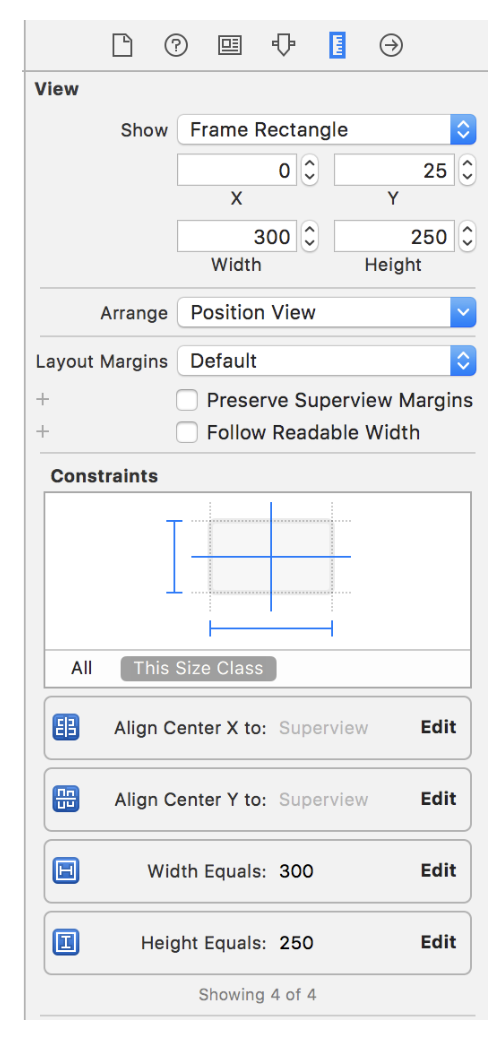 View
Show Frame Rectangle
0 25
X Y
300 250
Width Height
Arrange Position View
Layout Margins Default
+ Preserve Superview Margins
+ Follow Readable Width
Constraints
All This Size Class
Align Center X to: Superview Edit
Align Center Y to: Superview Edit
Width Equals: 300 Edit
Height Equals: 250 Edit
Showing 4 of 4